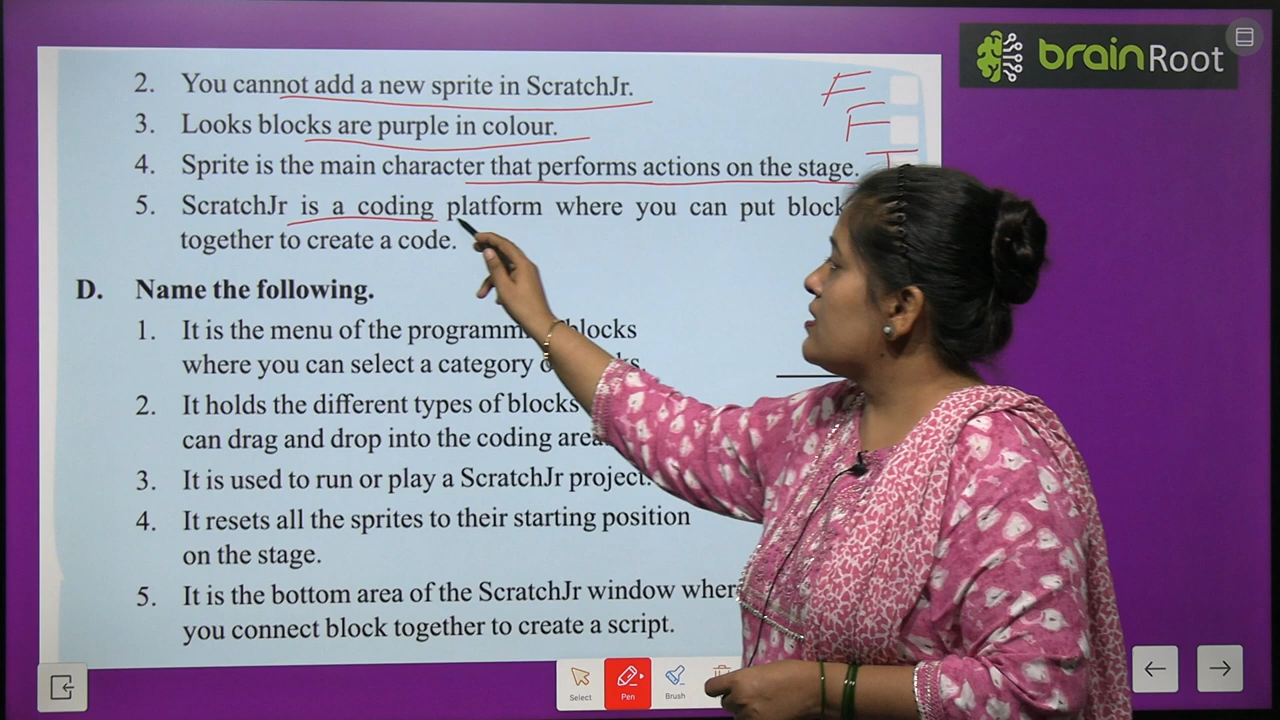 brainRoot
2. You cannot add a new sprite in ScratchJr. F
3. Looks blocks are purple in colour. F
4. Sprite is the main character that performs actions on the stage. T
5. ScratchJr is a coding platform where you can put
together to create a code.
D. Name the following.
1. It is the menu of the blocks
where you can select a category
2. It holds the different types of blocks
can drag and drop into the coding area
3. It is used to run or play a ScratchJr project.
4. It resets all the sprites to their starting position
on the stage.
5. It is the bottom area of the ScratchJr window
you connect block together to create a script.
Select Pen Brush